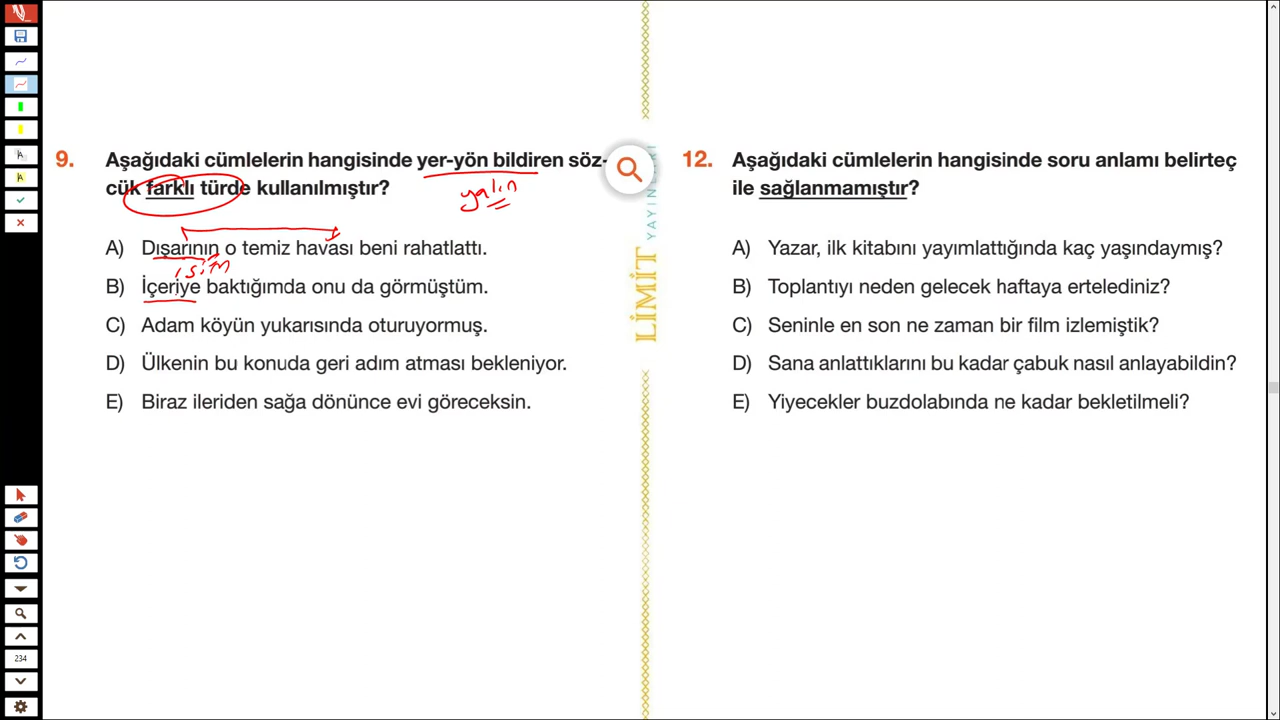 9. Aşağıdaki cümlelerin hangisinde yer-yön bildiren söz-
cük farklı türde kullanılmıştır?
yalın
A) Dışarının o temiz havası beni rahatlattı.
isim
B) İçeriye baktığımda onu da görmüştüm.
C) Adam köyün yukarısında oturuyormuş.
D) Ülkenin bu konuda geri adım atması bekleniyor.
E) Biraz ileriden sağa dönünce evi göreceksin.
LİMİT YAYINLARI
12. Aşağıdaki cümlelerin hangisinde soru anlamı belirteç
ile sağlanmamıştır?
A) Yazar, ilk kitabını yayımlattığında kaç yaşındaymış?
B) Toplantıyı neden gelecek haftaya ertelediniz?
C) Seninle en son ne zaman bir film izlemiştik?
D) Sana anlattıklarını bu kadar çabuk nasıl anlayabildin?
E) Yiyecekler buzdolabında ne kadar bekletilmeli?
A
A
234